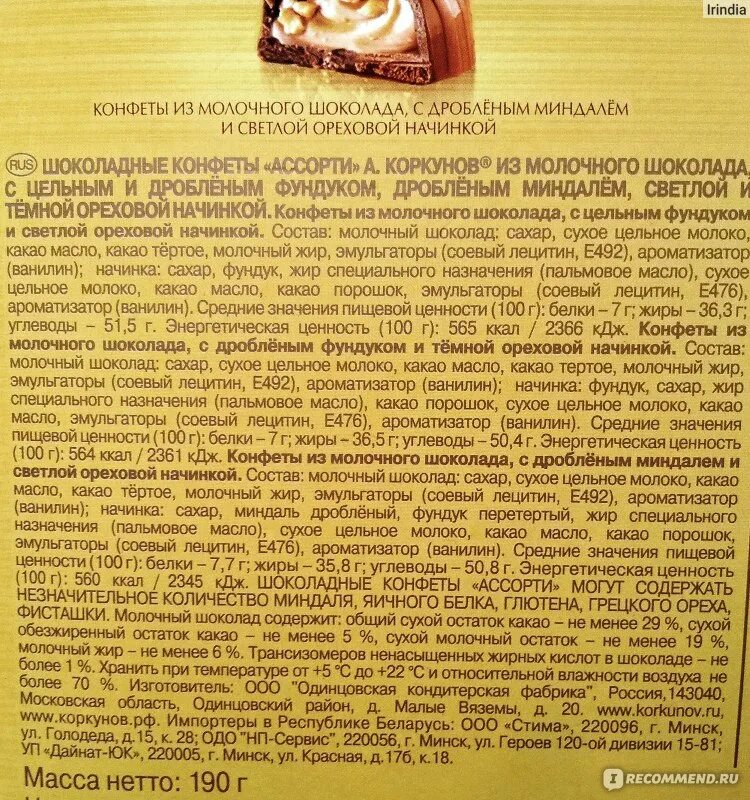 Irindia
КОНФЕТЫ ИЗ МОЛОЧНОГО ШОКОЛАДА, С ДРОБЛЁНЫМ МИНДАЛЁМ
И СВЕТЛОЙ ОРЕХОВОЙ НАЧИНКОЙ
RUS ШОКОЛАДНЫЕ КОНФЕТЫ «АССОРТИ» А. КОРКУНОВ® ИЗ МОЛОЧНОГО ШОКОЛАДА,
С ЦЕЛЬНЫМ И ДРОБЛЁНЫМ ФУНДУКОМ, ДРОБЛЁНЫМ МИНДАЛЁМ, СВЕТЛОЙ И
ТЁМНОЙ ОРЕХОВОЙ НАЧИНКОЙ. Конфеты из молочного шоколада, с цельным фундуком
и светлой ореховой начинкой. Состав: молочный шоколад: сахар, сухое цельное молоко,
какао масло, какао тёртое, молочный жир, эмульгаторы (соевый лецитин, Е492), ароматизатор
(ванилин); начинка: сахар, фундук, жир специального назначения (пальмовое масло), сухое
цельное молоко, какао масло, какао порошок, эмульгаторы (соевый лецитин, Е476),
ароматизатор (ванилин). Средние значения пищевой ценности (100 г): белки – 7 г; жиры – 36,3 г;
углеводы – 51,5 г. Энергетическая ценность (100 г): 565 ккал / 2366 кДж. Конфеты из
молочного шоколада, с дроблёным фундуком и тёмной ореховой начинкой. Состав:
молочный шоколад: сахар, сухое цельное молоко, какао масло, какао тертое, молочный жир,
эмульгаторы (соевый лецитин, Е492), ароматизатор (ванилин); начинка: фундук, сахар, жир
специального назначения (пальмовое масло), какао порошок, сухое цельное молоко, какао
масло, эмульгаторы (соевый лецитин, Е476), ароматизатор (ванилин). Средние значения
пищевой ценности (100 г): белки – 7 г; жиры – 36,5 г; углеводы – 50,4 г. Энергетическая ценность
(100 г): 564 ккал / 2361 кДж. Конфеты из молочного шоколада, с дроблёным миндалем и
светлой ореховой начинкой. Состав: молочный шоколад: сахар, сухое цельное молоко, какао
масло, какао тёртое, молочный жир, эмульгаторы (соевый лецитин, Е492), ароматизатор
(ванилин); начинка: сахар, миндаль дроблёный, фундук перетертый, жир специального
назначения (пальмовое масло), сухое цельное молоко, какао масло, какао порошок,
эмульгаторы (соевый лецитин, Е476), ароматизатор (ванилин). Средние значения пищевой
ценности (100 г): белки – 7,7 г; жиры – 35,8 г; углеводы – 50,8 г. Энергетическая ценность
(100 г): 560 ккал / 2345 кДж. ШОКОЛАДНЫЕ КОНФЕТЫ «АССОРТИ» МОГУТ СОДЕРЖАТЬ
НЕЗНАЧИТЕЛЬНОЕ КОЛИЧЕСТВО МИНДАЛЯ, ЯИЧНОГО БЕЛКА, ГЛЮТЕНА, ГРЕЦКОГО ОРЕХА,
ФИСТАШКИ. Молочный шоколад содержит: общий сухой остаток какао – не менее 29 %, сухой
обезжиренный остаток какао – не менее 5 %, сухой молочный остаток – не менее 19 %,
молочный жир – не менее 6 %. Трансизомеров ненасыщенных жирных кислот в шоколаде – не
более 1 %. Хранить при температуре от +5 °С до +22 °С и относительной влажности воздуха не
более 70 %. Изготовитель: ООО "Одинцовская кондитерская фабрика", Россия,143040,
Московская область, Одинцовский район, д. Малые Вяземы, д. 20. www.korkunov.ru,
www.коркунов.рф. Импортеры в Республике Беларусь: ООО «Стима», 220096, г. Минск,
ул. Голодеда, д.15, к. 28; ОДО "НП-Сервис", 220056, г. Минск, ул. Героев 120-ой дивизии 15-81;
УП «Дайнат-ЮК», 220005, г. Минск, ул. Красная, д.17б, к.18.
Масса нетто: 190 г
IRECOMMEND.RU